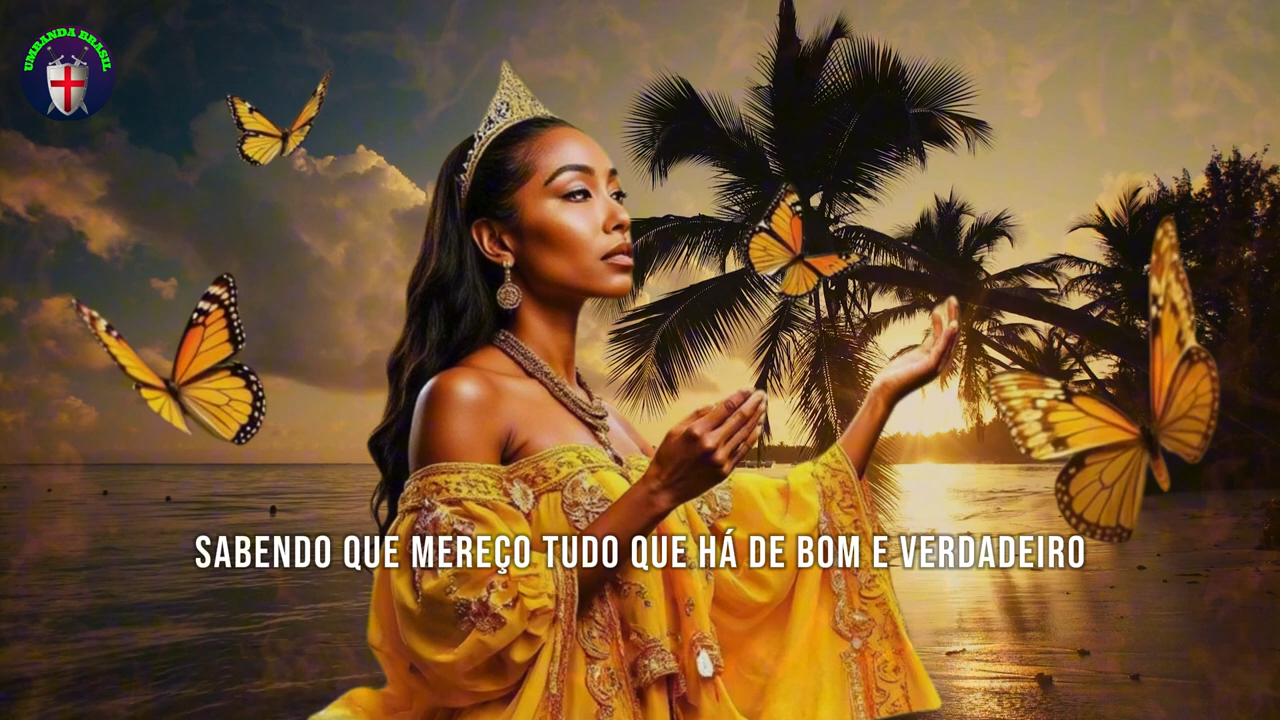 UMBANDA BRASIL
SABENDO QUE MEREÇO TUDO QUE HÁ DE BOM E VERDADEIRO